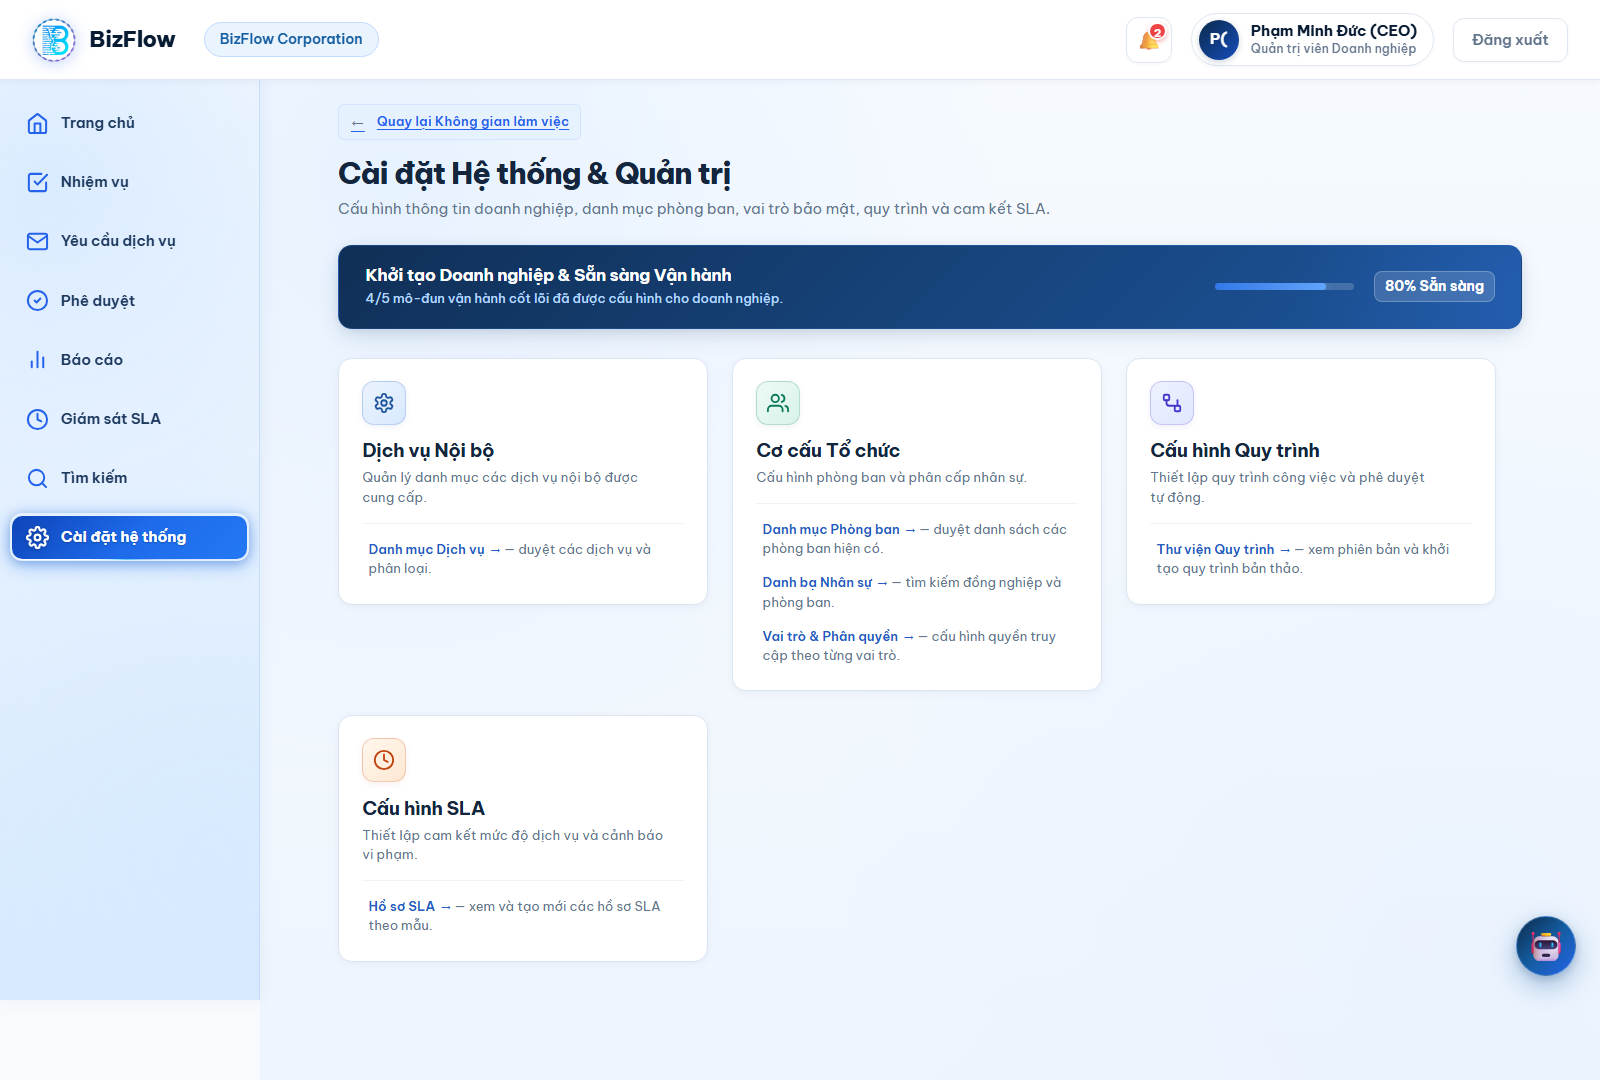 BizFlow
BizFlow Corporation
2
P(
Phạm Minh Đức (CEO)
Quản trị viên Doanh nghiệp
Đăng xuất
Trang chủ
Nhiệm vụ
Yêu cầu dịch vụ
Phê duyệt
Báo cáo
Giám sát SLA
Tìm kiếm
Cài đặt hệ thống
← Quay lại Không gian làm việc
Cài đặt Hệ thống & Quản trị
Cấu hình thông tin doanh nghiệp, danh mục phòng ban, vai trò bảo mật, quy trình và cam kết SLA.
Khởi tạo Doanh nghiệp & Sẵn sàng Vận hành
4/5 mô-đun vận hành cốt lõi đã được cấu hình cho doanh nghiệp.
80% Sẵn sàng
Dịch vụ Nội bộ
Quản lý danh mục các dịch vụ nội bộ được
cung cấp.
Danh mục Dịch vụ → — duyệt các dịch vụ và
phân loại.
Cơ cấu Tổ chức
Cấu hình phòng ban và phân cấp nhân sự.
Danh mục Phòng ban → — duyệt danh sách các
phòng ban hiện có.
Danh bạ Nhân sự → — tìm kiếm đồng nghiệp và
phòng ban.
Vai trò & Phân quyền → — cấu hình quyền truy
cập theo từng vai trò.
Cấu hình Quy trình
Thiết lập quy trình công việc và phê duyệt
tự động.
Thư viện Quy trình → — xem phiên bản và khởi
tạo quy trình bản thảo.
Cấu hình SLA
Thiết lập cam kết mức độ dịch vụ và cảnh báo
vi phạm.
Hồ sơ SLA → — xem và tạo mới các hồ sơ SLA
theo mẫu.